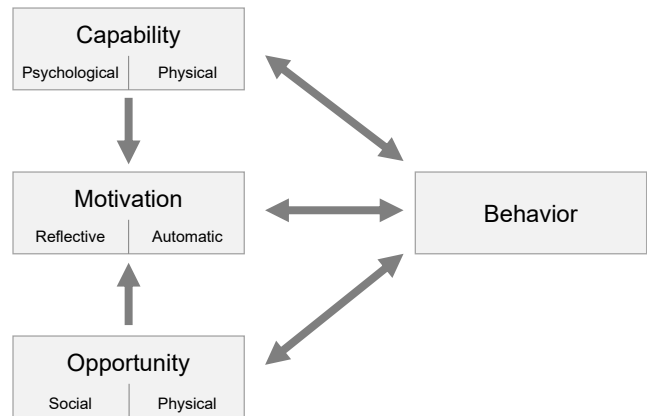 Capability
Psychological Physical
Motivation
Reflective Automatic
Behavior
Opportunity
Social Physical